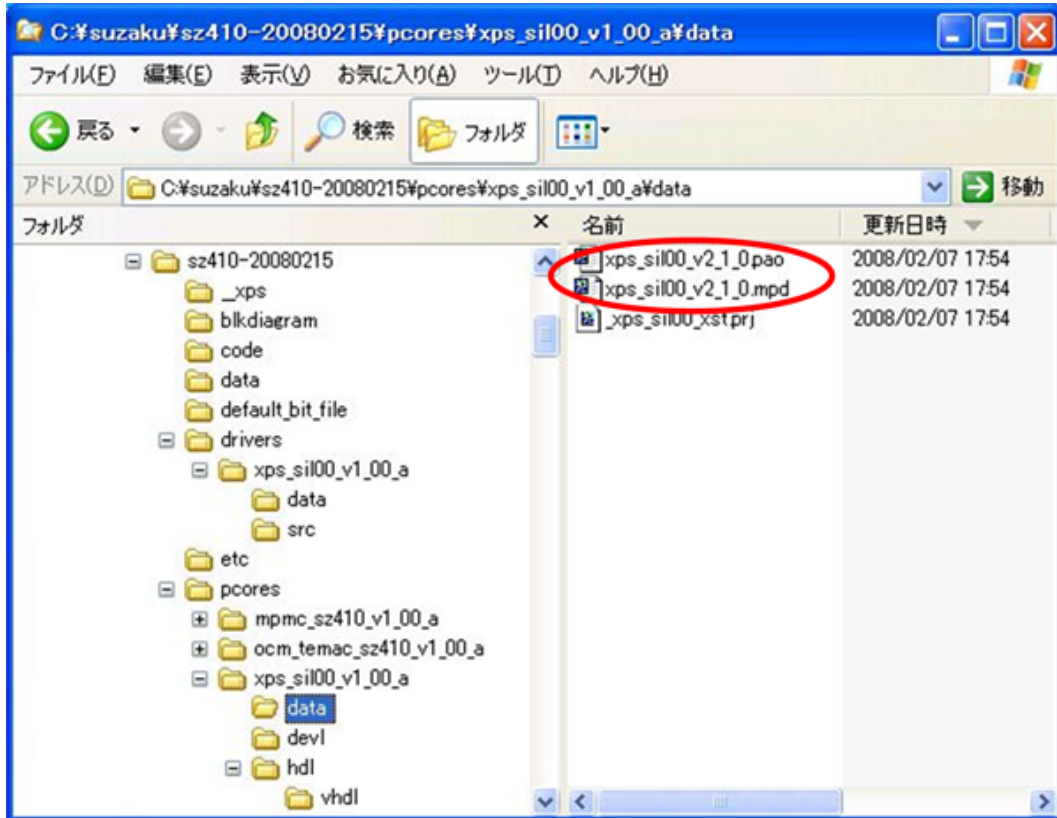 C:¥suzaku¥sz410-20080215¥pcores¥xps_sil00_v1_00_a¥data
ファイル(F) 編集(E) 表示(V) お気に入り(A) ツール(T) ヘルプ(H)
戻る 検索 フォルダ
アドレス(D) C:¥suzaku¥sz410-20080215¥pcores¥xps_sil00_v1_00_a¥data 移動
フォルダ × 名前 更新日時
sz410-20080215
_xps
blkdiagram
code
data
default_bit_file
drivers
xps_sil00_v1_00_a
data
src
etc
pcores
mpmc_sz410_v1_00_a
ocm_temac_sz410_v1_00_a
xps_sil00_v1_00_a
data
devl
hdl
vhdl
xps_sil00_v2_1_0.pao 2008/02/07 17:54
xps_sil00_v2_1_0.mpd 2008/02/07 17:54
_xps_sil00_xst.prj 2008/02/07 17:54